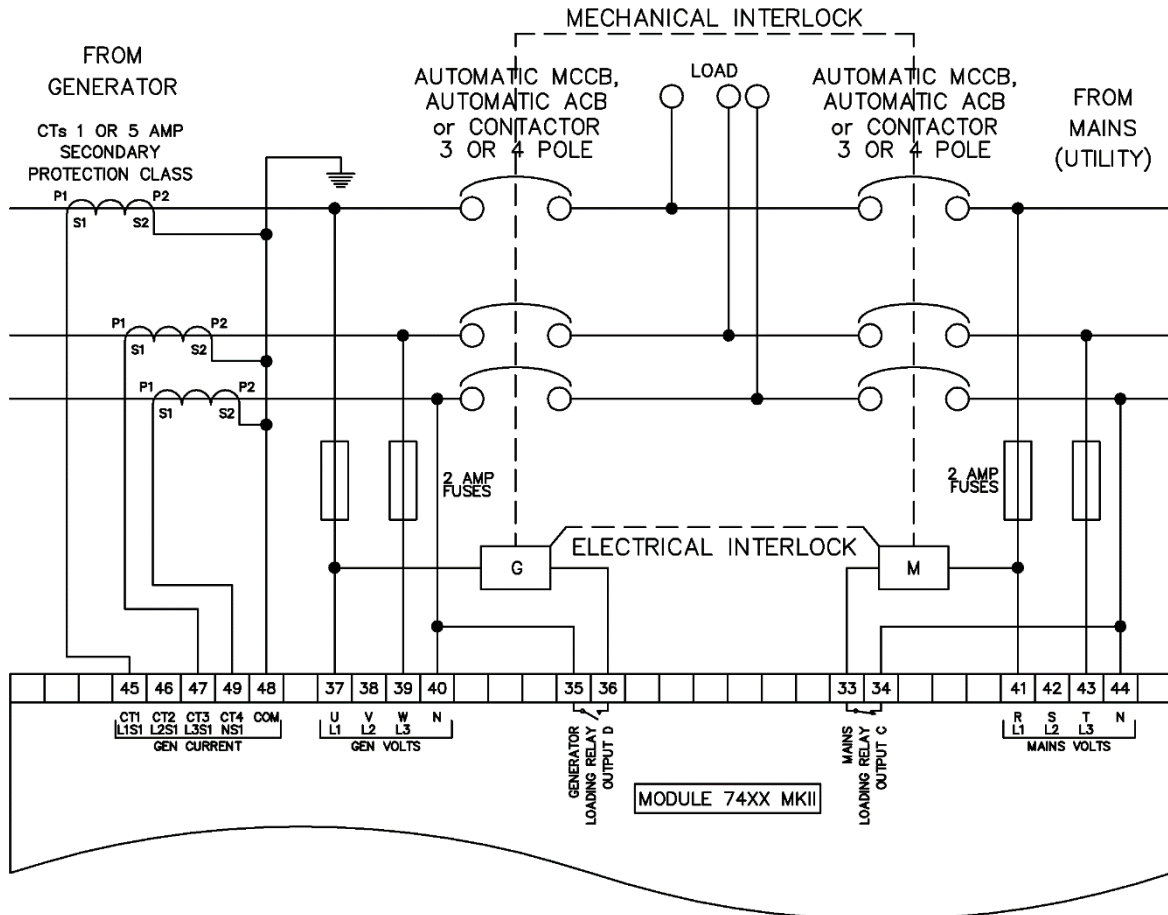 MECHANICAL INTERLOCK
FROM
GENERATOR
CTs 1 OR 5 AMP
SECONDARY
PROTECTION CLASS
AUTOMATIC MCCB,
AUTOMATIC ACB
or CONTACTOR
3 OR 4 POLE
LOAD
AUTOMATIC MCCB,
AUTOMATIC ACB
or CONTACTOR
3 OR 4 POLE
FROM
MAINS
(UTILITY)
P1 P2
S1 S2
P1 P2
S1 S2
P1 P2
S1 S2
2 AMP
FUSES
2 AMP
FUSES
ELECTRICAL INTERLOCK
G
M
45 46 47 49 48 37 38 39 40 35 36 33 34 41 42 43 44
CT1 CT2 CT3 CT4 COM
L1S1 L2S1 L3S1 NS1
GEN CURRENT
U V W N
L1 L2 L3
GEN VOLTS
GENERATOR
LOADING RELAY
OUTPUT D
MODULE 74XX MKII
MAINS
LOADING RELAY
OUTPUT C
R S T N
L1 L2 L3
MAINS VOLTS